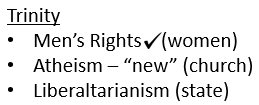 Trinity
• Men's Rights✓(women)
• Atheism – “new” (church)
• Liberaltarianism (state)